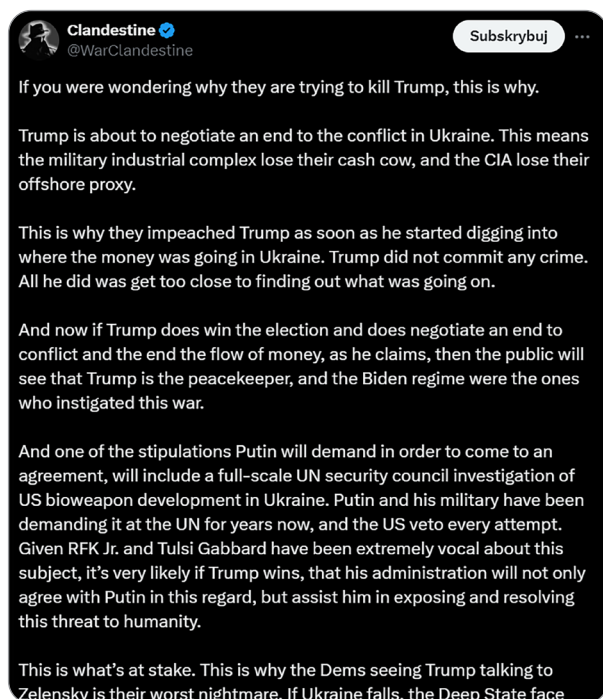 Clandestine
@WarClandestine
Subskrybuj
If you were wondering why they are trying to kill Trump, this is why.
Trump is about to negotiate an end to the conflict in Ukraine. This means
the military industrial complex lose their cash cow, and the CIA lose their
offshore proxy.
This is why they impeached Trump as soon as he started digging into
where the money was going in Ukraine. Trump did not commit any crime.
All he did was get too close to finding out what was going on.
And now if Trump does win the election and does negotiate an end to
conflict and the end the flow of money, as he claims, then the public will
see that Trump is the peacekeeper, and the Biden regime were the ones
who instigated this war.
And one of the stipulations Putin will demand in order to come to an
agreement, will include a full-scale UN security council investigation of
US bioweapon development in Ukraine. Putin and his military have been
demanding it at the UN for years now, and the US veto every attempt.
Given RFK Jr. and Tulsi Gabbard have been extremely vocal about this
subject, it's very likely if Trump wins, that his administration will not only
agree with Putin in this regard, but assist him in exposing and resolving
this threat to humanity.
This is what's at stake. This is why the Dems seeing Trump talking to
Zelensky is their worst nightmare. If Ukraine falls, the Deep State face